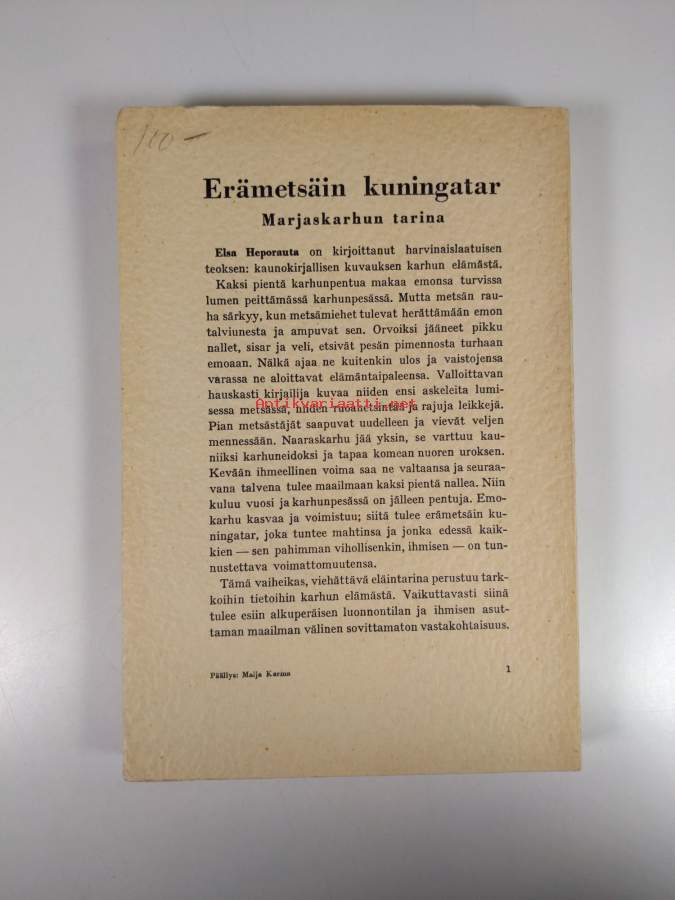 100 —
Erämetsäin kuningatar
Marjaskarhun tarina
Elsa Heporauta on kirjoittanut harvinaislaatuisen
teoksen: kaunokirjallisen kuvauksen karhun elämästä.
Kaksi pientä karhunpentua makaa emonsa turvissa
lumen peittämässä karhunpesässä. Mutta metsän rau-
ha särkyy, kun metsämiehet tulevat herättämään emon
talviunesta ja ampuvat sen. Orvoiksi jääneet pikku
nallet, sisar ja veli, etsivät pesän pimennosta turhaan
emoaan. Nälkä ajaa ne kuitenkin ulos ja vaistojensa
varassa ne aloittavat elämäntaipaleensa. Valloittavan
hauskasti kirjailija kuvaa niiden ensi askeleita lumi-
sessa metsässä, niiden ruoanetsintää ja rajuja leikkejä.
Antikvariaatti.net
Pian metsästäjät saapuvat uudelleen ja vievät veljen
mennessään. Naaraskarhu jää yksin, se varttuu kau-
niiksi karhuneidoksi ja tapaa komean nuoren uroksen.
Kevään ihmeellinen voima saa ne valtaansa ja seuraa-
vana talvena tulee maailmaan kaksi pientä nallea. Niin
kuluu vuosi ja karhunpesässä on jälleen pentuja. Emo-
karhu kasvaa ja voimistuu; siitä tulee erämetsäin ku-
ningatar, joka tuntee mahtinsa ja jonka edessä kaik-
kien — sen pahimman vihollisenkin, ihmisen — on tun-
nustettava voimattomuutensa.
Tämä vaiheikas, viehättävä eläintarina perustuu tark-
koihin tietoihin karhun elämästä. Vaikuttavasti siinä
tulee esiin alkuperäisen luonnontilan ja ihmisen asut-
taman maailman välinen sovittamaton vastakohtaisuus.
Päällys: Maija Karma
1